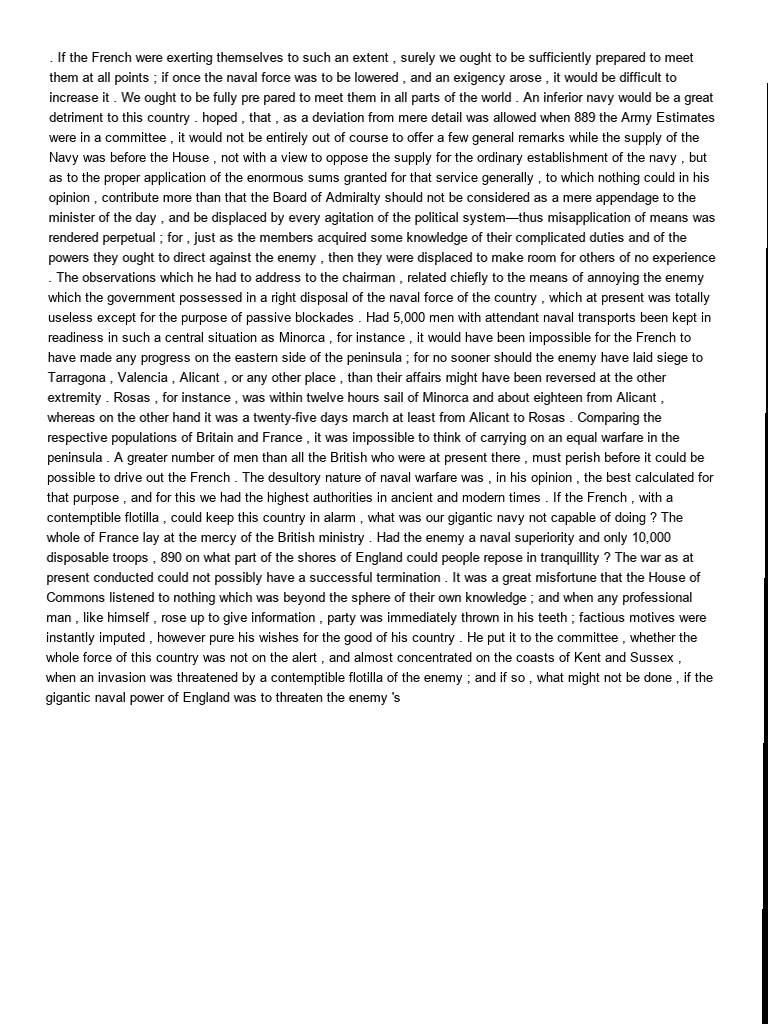 . If the French were exerting themselves to such an extent , surely we ought to be sufficiently prepared to meet
them at all points ; if once the naval force was to be lowered , and an exigency arose , it would be difficult to
increase it . We ought to be fully pre pared to meet them in all parts of the world . An inferior navy would be a great
detriment to this country . hoped , that , as a deviation from mere detail was allowed when 889 the Army Estimates
were in a committee , it would not be entirely out of course to offer a few general remarks while the supply of the
Navy was before the House , not with a view to oppose the supply for the ordinary establishment of the navy , but
as to the proper application of the enormous sums granted for that service generally , to which nothing could in his
opinion , contribute more than that the Board of Admiralty should not be considered as a mere appendage to the
minister of the day , and be displaced by every agitation of the political system—thus misapplication of means was
rendered perpetual ; for , just as the members acquired some knowledge of their complicated duties and of the
powers they ought to direct against the enemy , then they were displaced to make room for others of no experience
. The observations which he had to address to the chairman , related chiefly to the means of annoying the enemy
which the government possessed in a right disposal of the naval force of the country , which at present was totally
useless except for the purpose of passive blockades . Had 5,000 men with attendant naval transports been kept in
readiness in such a central situation as Minorca , for instance , it would have been impossible for the French to
have made any progress on the eastern side of the peninsula ; for no sooner should the enemy have laid siege to
Tarragona , Valencia , Alicant , or any other place , than their affairs might have been reversed at the other
extremity . Rosas , for instance , was within twelve hours sail of Minorca and about eighteen from Alicant ,
whereas on the other hand it was a twenty-five days march at least from Alicant to Rosas . Comparing the
respective populations of Britain and France , it was impossible to think of carrying on an equal warfare in the
peninsula . A greater number of men than all the British who were at present there , must perish before it could be
possible to drive out the French . The desultory nature of naval warfare was , in his opinion , the best calculated for
that purpose , and for this we had the highest authorities in ancient and modern times . If the French , with a
contemptible flotilla , could keep this country in alarm , what was our gigantic navy not capable of doing ? The
whole of France lay at the mercy of the British ministry . Had the enemy a naval superiority and only 10,000
disposable troops , 890 on what part of the shores of England could people repose in tranquillity ? The war as at
present conducted could not possibly have a successful termination . It was a great misfortune that the House of
Commons listened to nothing which was beyond the sphere of their own knowledge ; and when any professional
man , like himself , rose up to give information , party was immediately thrown in his teeth ; factious motives were
instantly imputed , however pure his wishes for the good of his country . He put it to the committee , whether the
whole force of this country was not on the alert , and almost concentrated on the coasts of Kent and Sussex ,
when an invasion was threatened by a contemptible flotilla of the enemy ; and if so , what might not be done , if the
gigantic naval power of England was to threaten the enemy 's